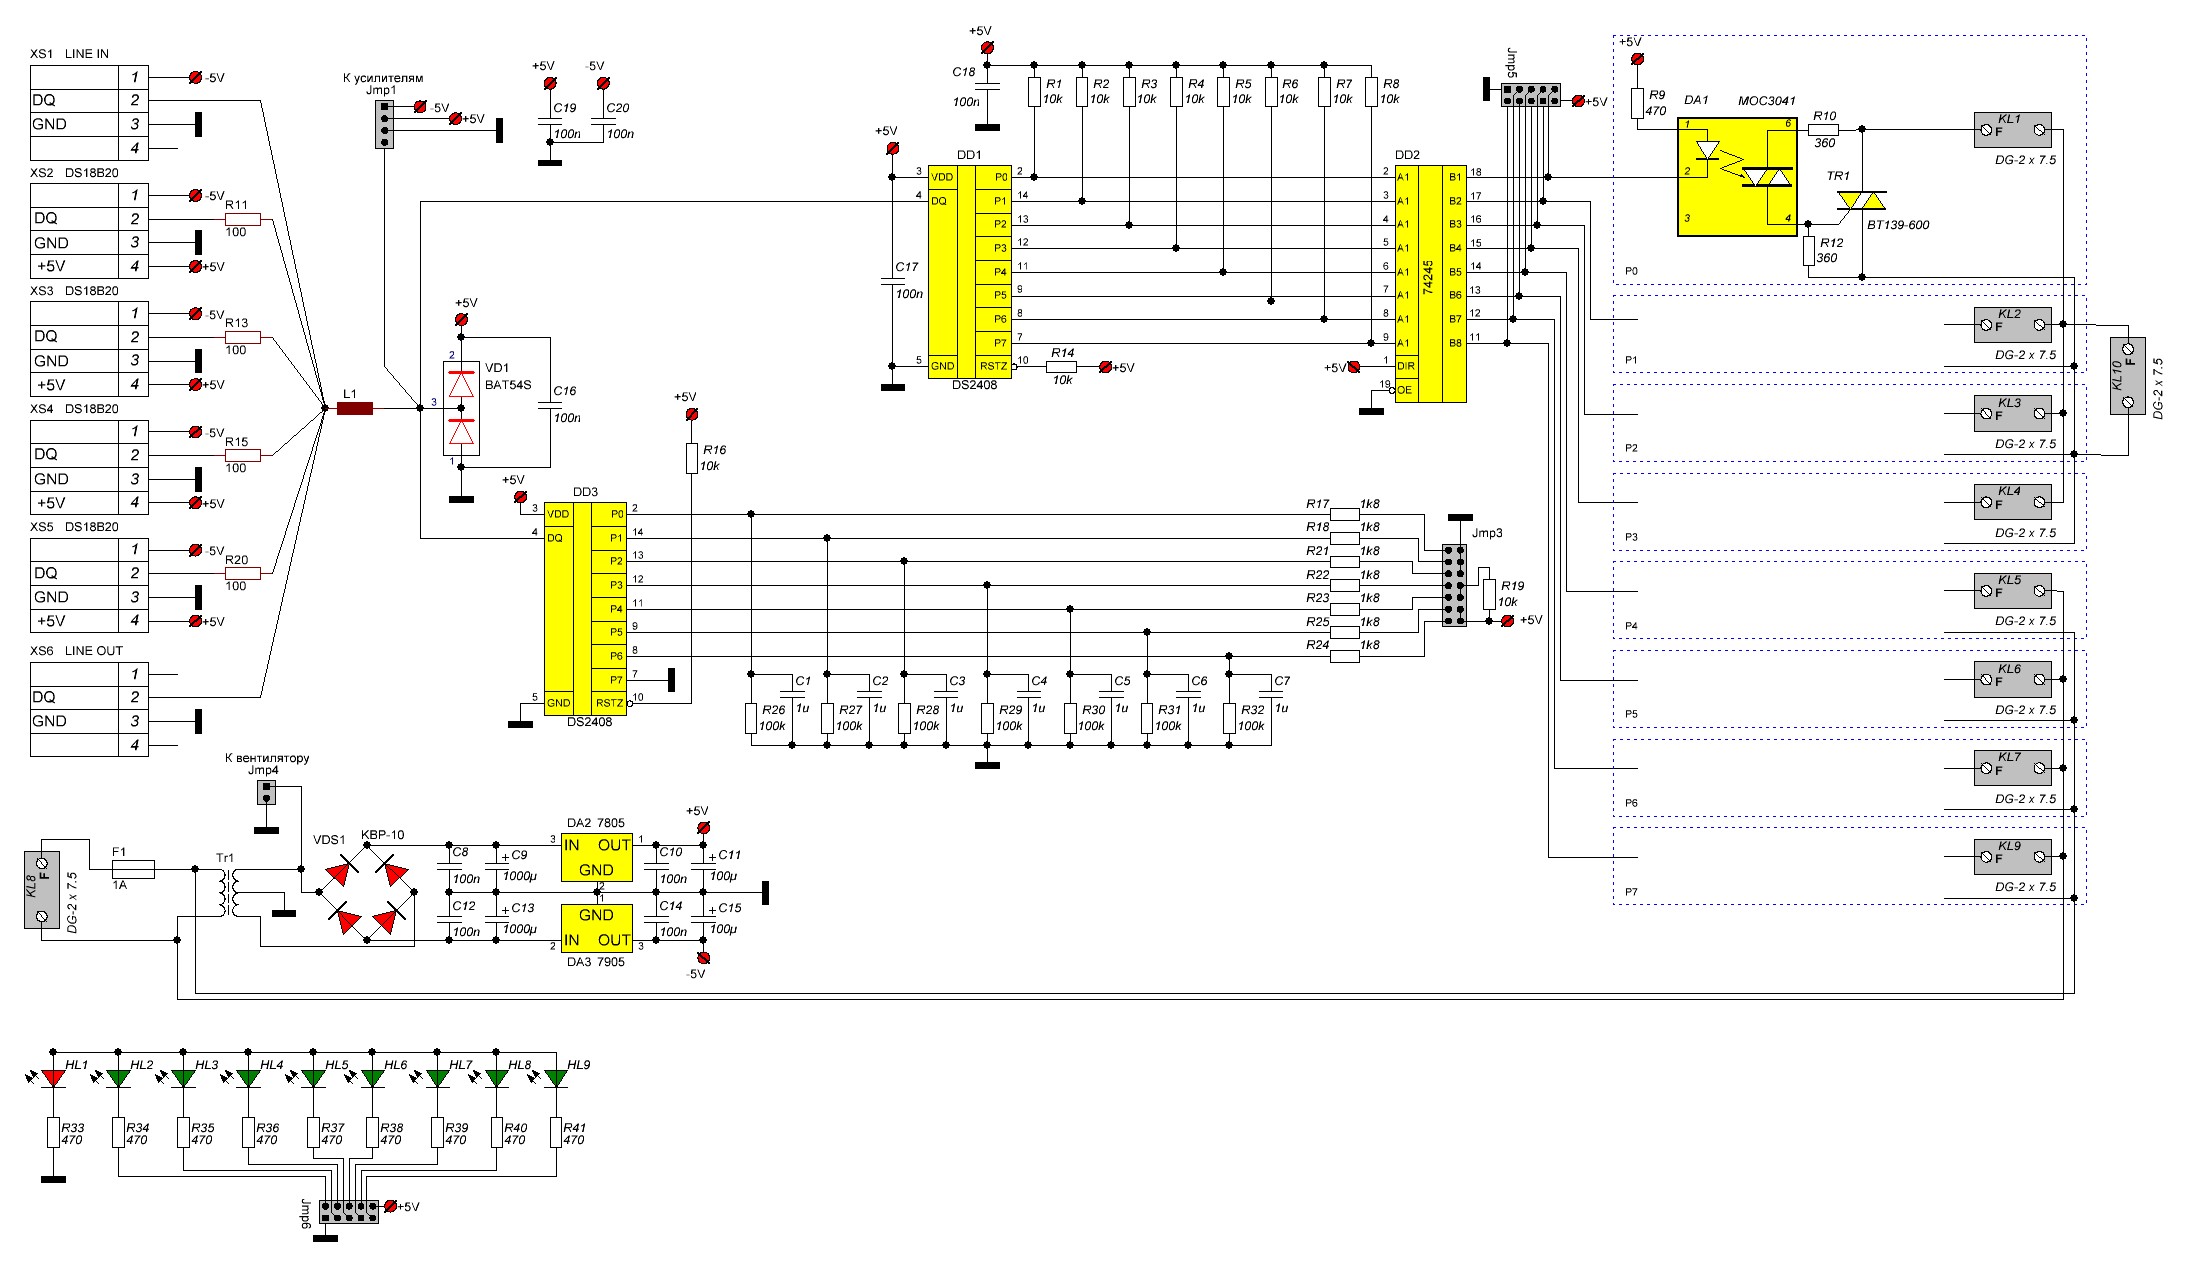 XS1 LINE IN
1 -5V
DQ 2
GND 3
4
XS2 DS18B20
1 -5V
DQ 2
R11
100
GND 3
+5V 4 +5V
XS3 DS18B20
1 -5V
DQ 2
R13
100
GND 3
+5V 4 +5V
XS4 DS18B20
1 -5V
DQ 2
R15
100
GND 3
+5V 4 +5V
XS5 DS18B20
1 -5V
DQ 2
R20
100
GND 3
+5V 4 +5V
XS6 LINE OUT
1
DQ 2
GND 3
4
К усилителям
Jmp1
-5V
+5V
+5V -5V
C19
100n
C20
100n
L1
+5V
2
3
1
VD1
BAT54S
C16
100n
+5V
C17
100n
+5V
C18
100n
R1
10k
R2
10k
R3
10k
R4
10k
R5
10k
R6
10k
R7
10k
R8
10k
DD1
3 VDD P0 2
4 DQ P1 14
P2 13
P3 12
P4 11
P5 9
P6 8
P7 7
5 GND RSTZ 10
DS2408
R14
10k
+5V
DD2
74245
2 A1 B1 18
3 A1 B2 17
4 A1 B3 16
5 A1 B4 15
6 A1 B5 14
7 A1 B6 13
8 A1 B7 12
9 A1 B8 11
+5V 1 DIR
19 OE
Jmp5
+5V
+5V
R9
470
DA1 MOC3041
1
2
3
6
4
R10
360
TR1
BT139-600
R12
360
KL1
F
DG-2 x 7.5
P0
KL2
F
DG-2 x 7.5
P1
KL3
F
DG-2 x 7.5
P2
KL4
F
DG-2 x 7.5
P3
KL5
F
DG-2 x 7.5
P4
KL6
F
DG-2 x 7.5
P5
KL7
F
DG-2 x 7.5
P6
KL9
F
DG-2 x 7.5
P7
KL10
F
DG-2 x 7.5
+5V
R16
10k
+5V
DD3
3 VDD P0 2
4 DQ P1 14
P2 13
P3 12
P4 11
P5 9
P6 8
P7 7
5 GND RSTZ 10
DS2408
R17 1k8
R18 1k8
R21 1k8
R22 1k8
R23 1k8
R25 1k8
R24 1k8
Jmp3
R19
10k
+5V
C1
1u
R26
100k
C2
1u
R27
100k
C3
1u
R28
100k
C4
1u
R29
100k
C5
1u
R30
100k
C6
1u
R31
100k
C7
1u
R32
100k
К вентилятору
Jmp4
KL8
F
DG-2 x 7.5
F1
1A
Tr1
VDS1 KBP-10
C8
100n
C9
+
1000µ
C12
100n
C13
+
1000µ
DA2 7805
3 IN OUT 1
GND
2
1
GND
2 IN OUT 3
DA3 7905
C10
100n
C11
+
100µ
C14
100n
C15
+
100µ
+5V
-5V
HL1 HL2 HL3 HL4 HL5 HL6 HL7 HL8 HL9
R33 R34 R35 R36 R37 R38 R39 R40 R41
470 470 470 470 470 470 470 470 470
Jmp6
+5V